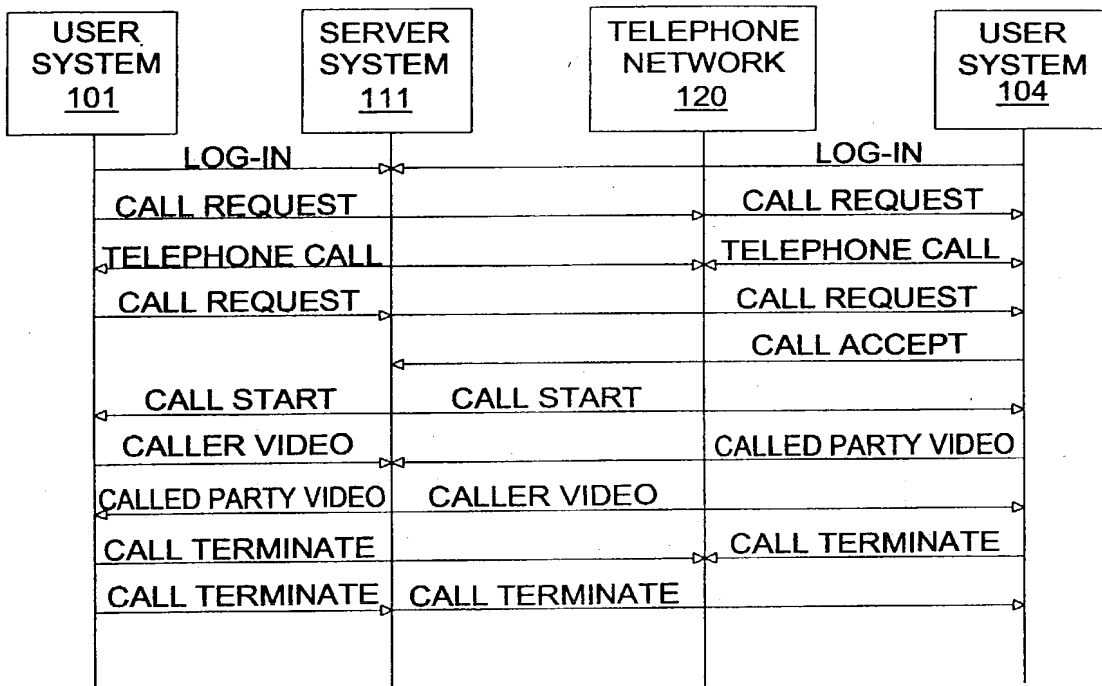 USER
SYSTEM
101
SERVER
SYSTEM
111
TELEPHONE
NETWORK
120
USER
SYSTEM
104
LOG-IN
LOG-IN
CALL REQUEST
CALL REQUEST
TELEPHONE CALL
TELEPHONE CALL
CALL REQUEST
CALL REQUEST
CALL ACCEPT
CALL START
CALL START
CALLER VIDEO
CALLED PARTY VIDEO
CALLED PARTY VIDEO
CALLER VIDEO
CALL TERMINATE
CALL TERMINATE
CALL TERMINATE
CALL TERMINATE